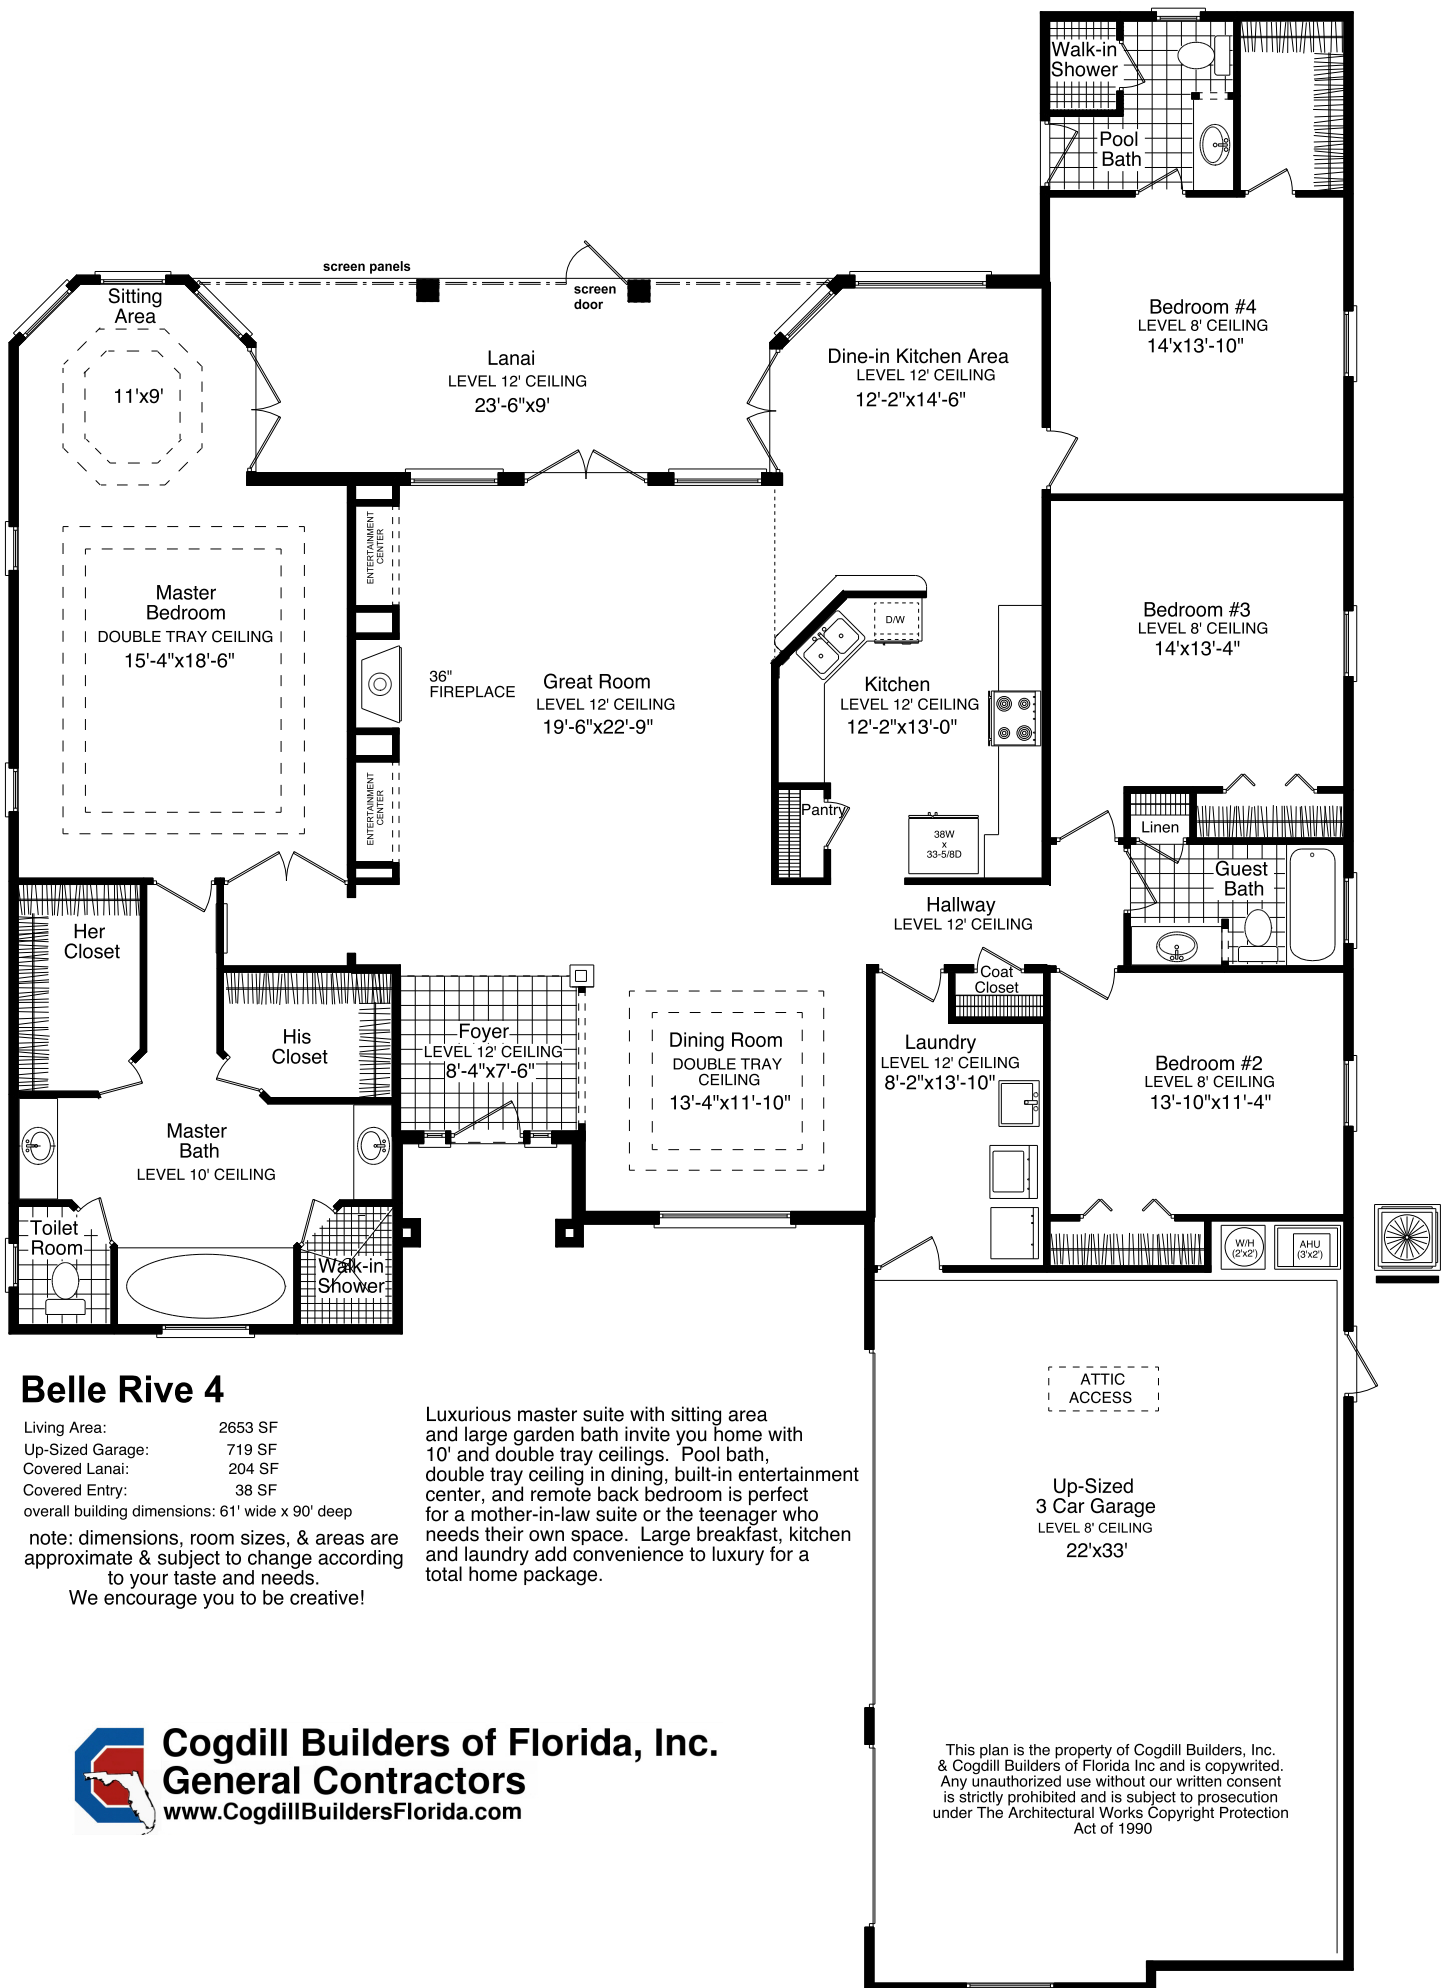 Walk-in
Shower
Pool
Bath
screen panels
screen
door
Sitting
Area
11'x9'
Lanai
LEVEL 12' CEILING
23'-6"x9'
Dine-in Kitchen Area
LEVEL 12' CEILING
12'-2"x14'-6"
Bedroom #4
LEVEL 8' CEILING
14'x13'-10"
ENTERTAINMENT
CENTER
Master
Bedroom
DOUBLE TRAY CEILING
15'-4"x18'-6"
36"
FIREPLACE
Great Room
LEVEL 12' CEILING
19'-6"x22'-9"
D/W
Kitchen
LEVEL 12' CEILING
12'-2"x13'-0"
Bedroom #3
LEVEL 8' CEILING
14'x13'-4"
ENTERTAINMENT
CENTER
Pantry
38W
x
33-5/8D
Linen
Guest
Bath
Hallway
LEVEL 12' CEILING
Her
Closet
His
Closet
Coat
Closet
Foyer
LEVEL 12' CEILING
8'-4"x7'-6"
Dining Room
DOUBLE TRAY
CEILING
13'-4"x11'-10"
Laundry
LEVEL 12' CEILING
8'-2"x13'-10"
Bedroom #2
LEVEL 8' CEILING
13'-10"x11'-4"
Master
Bath
LEVEL 10' CEILING
Toilet
Room
Walk-in
Shower
W/H
(2'x2')
AHU
(3'x2')
ATTIC
ACCESS
Up-Sized
3 Car Garage
LEVEL 8' CEILING
22'x33'
Belle Rive 4
Living Area: 2653 SF
Up-Sized Garage: 719 SF
Covered Lanai: 204 SF
Covered Entry: 38 SF
overall building dimensions: 61' wide x 90' deep
note: dimensions, room sizes, & areas are
approximate & subject to change according
to your taste and needs.
We encourage you to be creative!
Luxurious master suite with sitting area
and large garden bath invite you home with
10' and double tray ceilings. Pool bath,
double tray ceiling in dining, built-in entertainment
center, and remote back bedroom is perfect
for a mother-in-law suite or the teenager who
needs their own space. Large breakfast, kitchen
and laundry add convenience to luxury for a
total home package.
Cogdill Builders of Florida, Inc.
General Contractors
www.CogdillBuildersFlorida.com
This plan is the property of Cogdill Builders, Inc.
& Cogdill Builders of Florida Inc and is copywrited.
Any unauthorized use without our written consent
is strictly prohibited and is subject to prosecution
under The Architectural Works Copyright Protection
Act of 1990